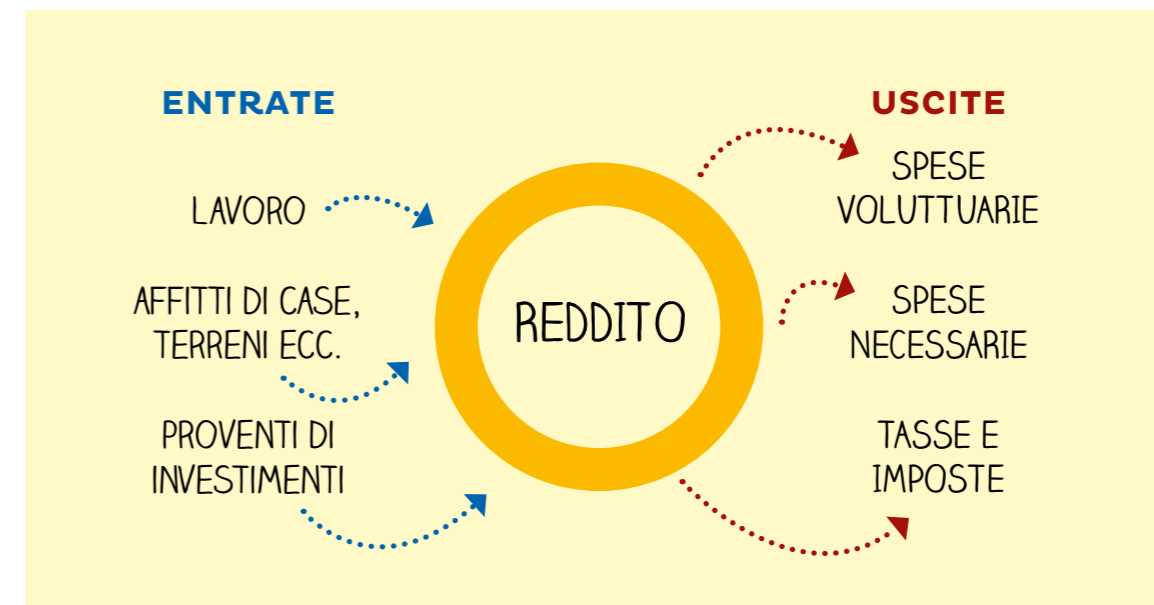 ENTRATE
LAVORO
AFFITTI DI CASE,
TERRENI ECC.
PROVENTI DI
INVESTIMENTI
REDDITO
USCITE
SPESE
VOLUTTUARIE
SPESE
NECESSARIE
TASSE E
IMPOSTE